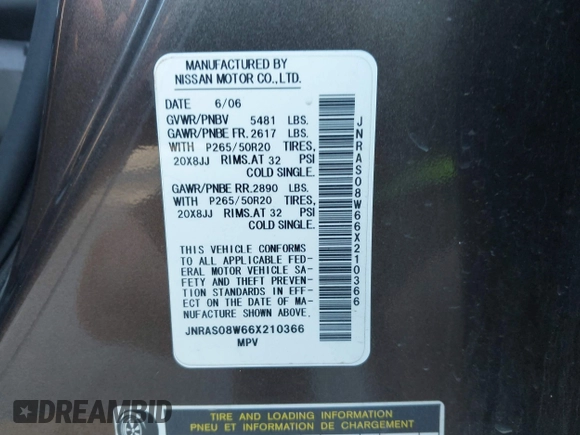 MANUFACTURED BY
NISSAN MOTOR CO.,LTD.
DATE 6/06
GVWR/PNBV 5481 LBS.
GAWR/PNBE FR. 2617 LBS.
WITH P265/50R20 TIRES,
20X8JJ RIMS.AT 32 PSI
COLD SINGLE.
GAWR/PNBE RR. 2890 LBS.
WITH P265/50R20 TIRES,
20X8JJ RIMS.AT 32 PSI
COLD SINGLE.
THIS VEHICLE CONFORMS
TO ALL APPLICABLE FED-
ERAL MOTOR VEHICLE SA-
FETY AND THEFT PREVEN-
TION STANDARDS IN EFF-
ECT ON THE DATE OF MA-
NUFACTURE SHOWN ABOVE.
JNRAS08W66X210366
MPV
JNRAS08W66X210366
TIRE AND LOADING INFORMATION
PNEU ET INFORMATION DE CHARGEMENT
DREAMBID